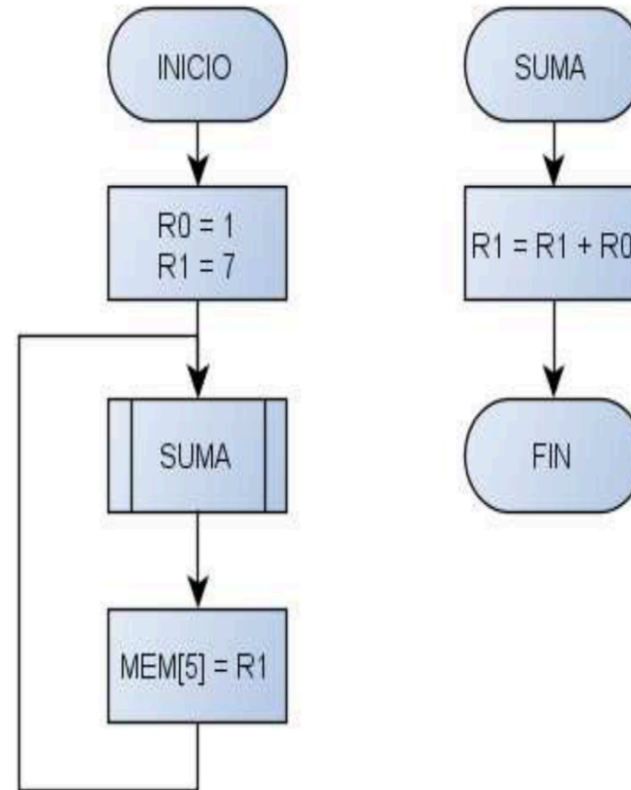 INICIO
R0 = 1
R1 = 7
SUMA
MEM[5] = R1
SUMA
R1 = R1 + R0
FIN